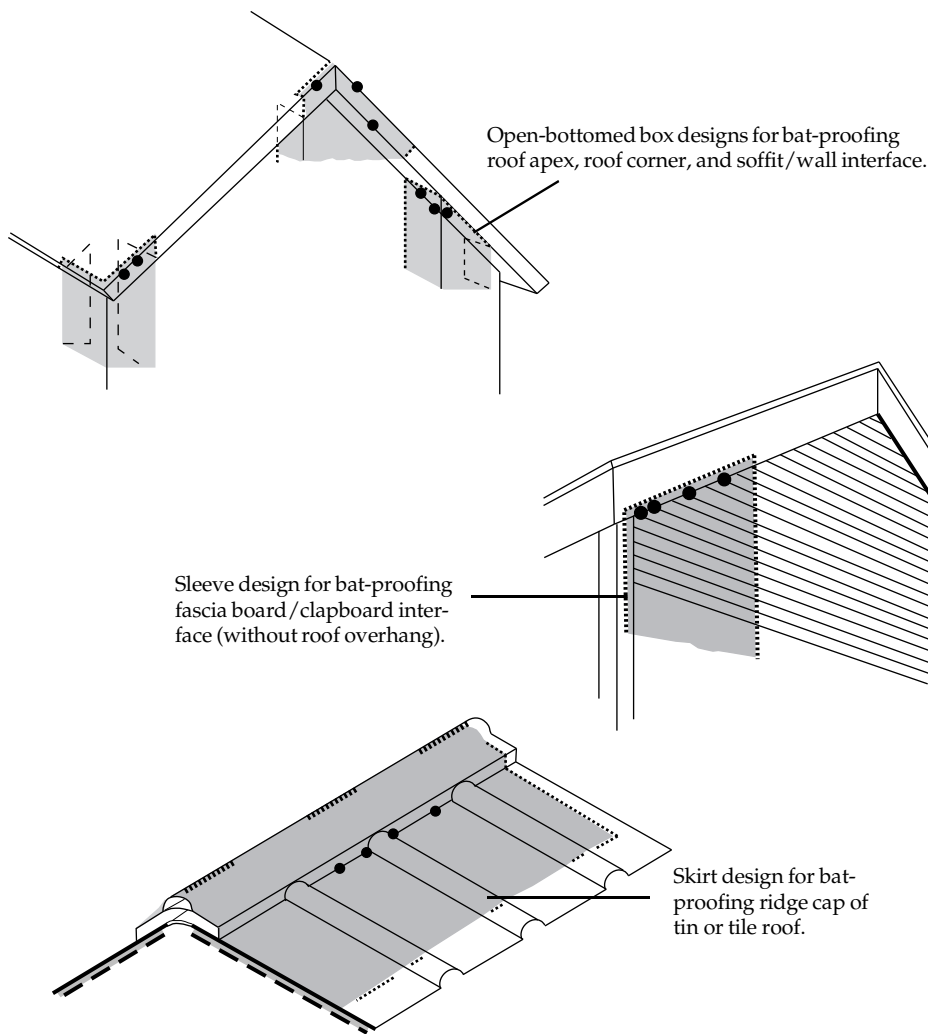 Open-bottomed box designs for bat-proofing
roof apex, roof corner, and soffit/wall interface.
Sleeve design for bat-proofing
fascia board/clapboard inter-
face (without roof overhang).
Skirt design for bat-
proofing ridge cap of
tin or tile roof.